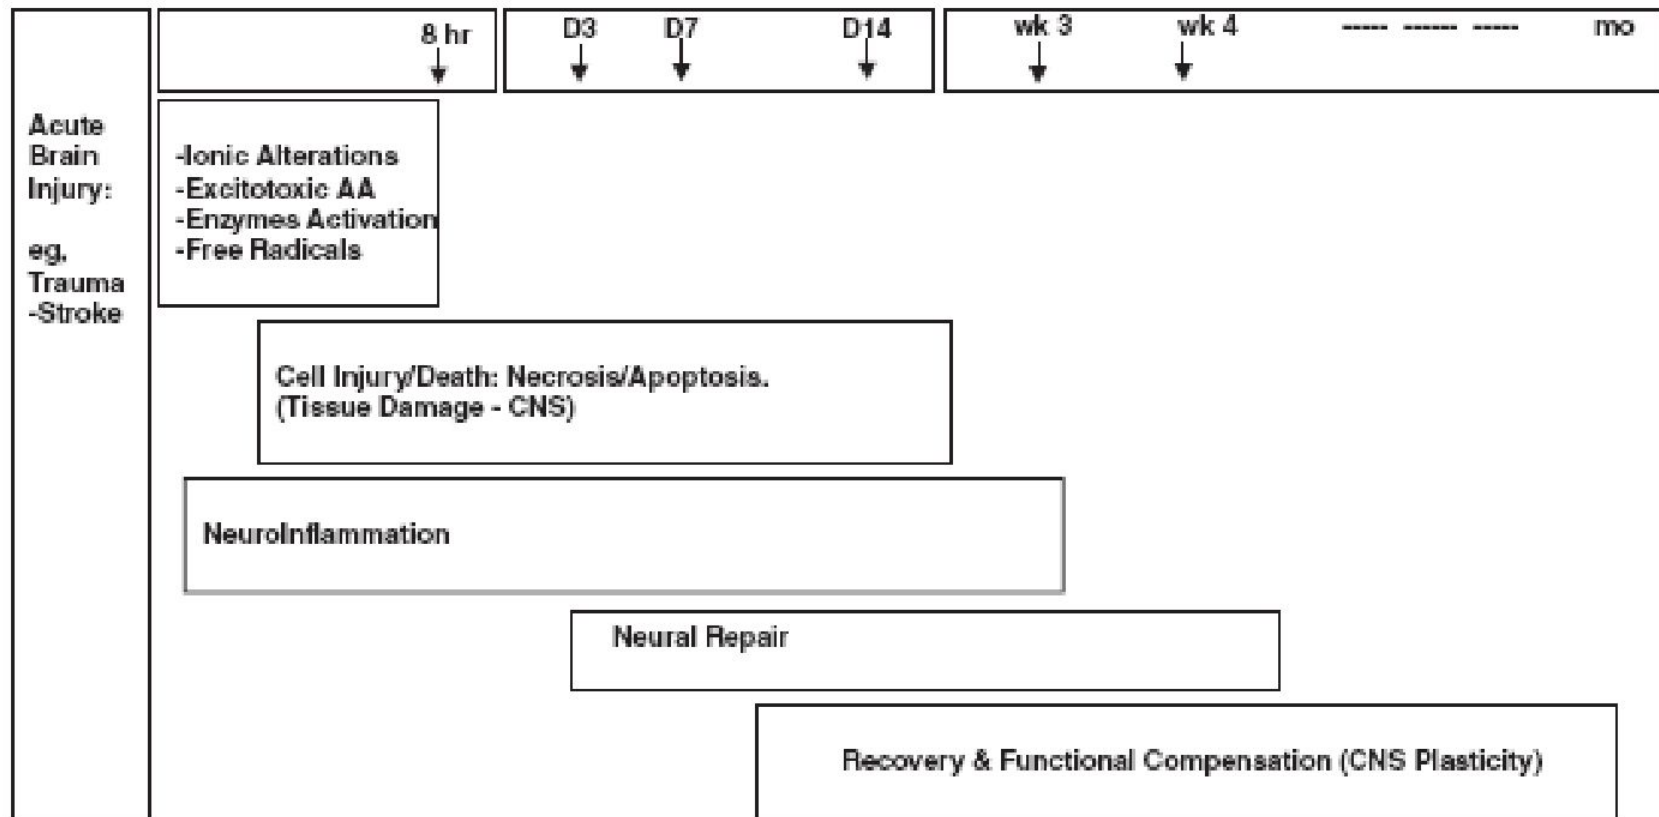 8 hr D3 D7 D14 wk 3 wk 4 ----- ------ ----- mo
Acute
Brain
Injury:
eg,
Trauma
-Stroke
-Ionic Alterations
-Excitotoxic AA
-Enzymes Activation
-Free Radicals
Cell Injury/Death: Necrosis/Apoptosis.
(Tissue Damage - CNS)
NeuroInflammation
Neural Repair
Recovery & Functional Compensation (CNS Plasticity)